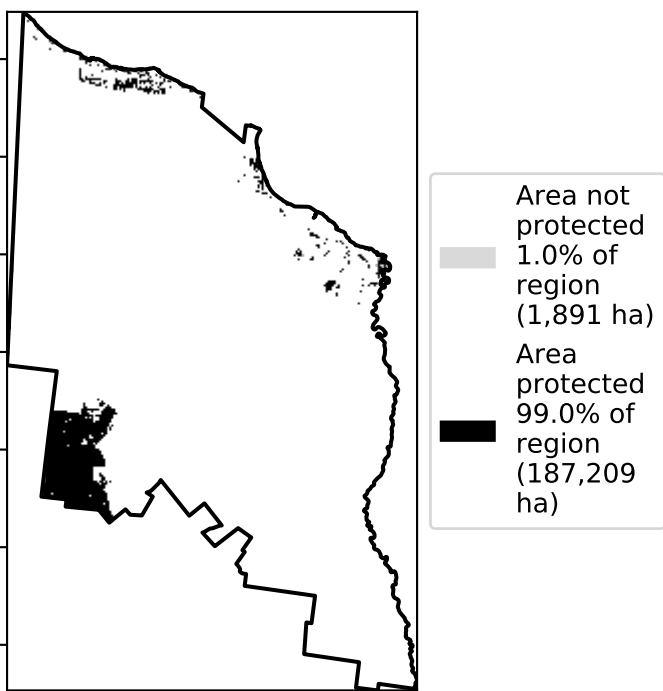 Area not
protected
1.0% of
region
(1,891 ha)
Area
protected
99.0% of
region
(187,209
ha)